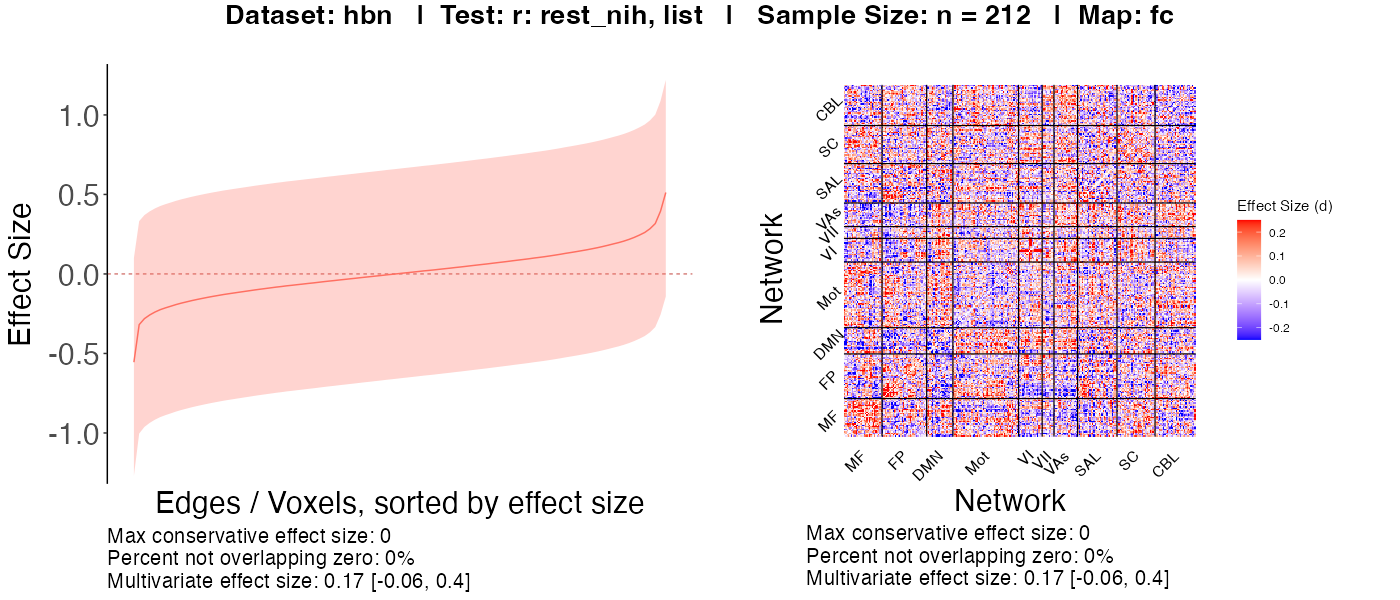 Dataset: hbn | Test: r: rest_nih, list | Sample Size: n = 212 | Map: fc
Effect Size
1.0
0.5
0.0
-0.5
-1.0
Edges / Voxels, sorted by effect size
Max conservative effect size: 0
Percent not overlapping zero: 0%
Multivariate effect size: 0.17 [-0.06, 0.4]
Network
CBL
SC
SAL
VAs
VII
VI
Mot
DMN
FP
MF
MF
FP
DMN
Mot
VI
VII
VAs
SAL
SC
CBL
Network
Max conservative effect size: 0
Percent not overlapping zero: 0%
Multivariate effect size: 0.17 [-0.06, 0.4]
Effect Size (d)
0.2
0.1
0.0
-0.1
-0.2